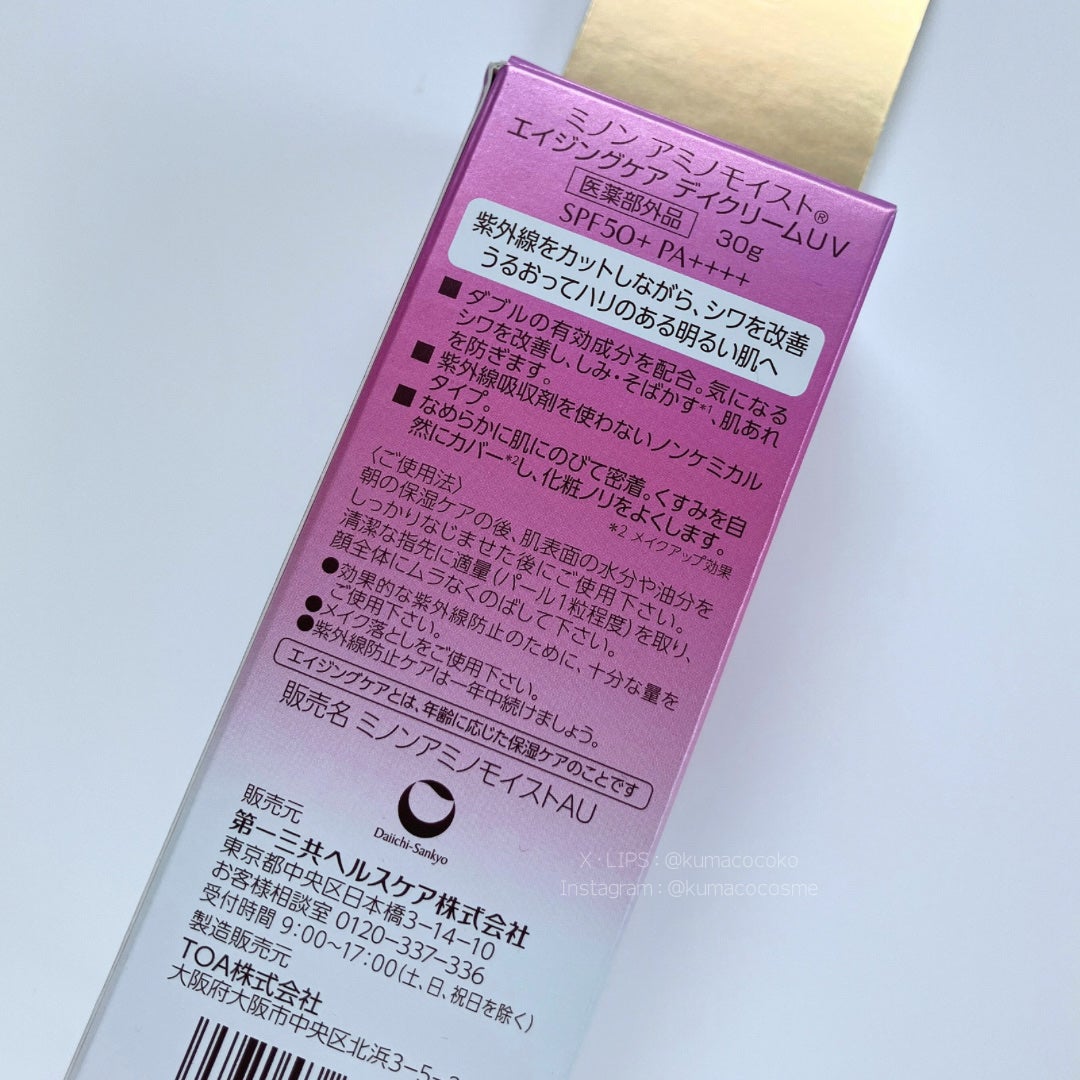 ミノン アミノモイスト®
エイジングケア デイクリームUV
医薬部外品 30g
SPF50+ PA++++
紫外線をカットしながら、シワを改善
うるおってハリのある明るい肌へ
■ダブルの有効成分を配合。気になる
シワを改善し、しみ・そばかす*1、肌あれ
を防ぎます。
■紫外線吸収剤を使わないノンケミカル
タイプ。
■なめらかに肌にのびて密着。くすみを自
然にカバー*2し、化粧ノリをよくします。
*2 メイクアップ効果
〈ご使用法〉
朝の保湿ケアの後、肌表面の水分や油分を
しっかりなじませた後にご使用下さい。
清潔な指先に適量(パール1粒程度)を取り、
顔全体にムラなくのばして下さい。
●効果的な紫外線防止のために、十分な量を
ご使用下さい。
●メイク落としをご使用下さい。
●紫外線防止ケアは一年中続けましょう。
エイジングケアとは、年齢に応じた保湿ケアのことです
販売名 ミノンアミノモイストAU
Daiichi-Sankyo
販売元
第一三共ヘルスケア株式会社
東京都中央区日本橋3-14-10
お客様相談室 0120-337-336
受付時間 9:00~17:00(土、日、祝日を除く)
製造販売元
TOA株式会社
大阪府大阪市中央区北浜3-5-
X・LIPS : @kumacocoko
Instagram : @kumacocosme